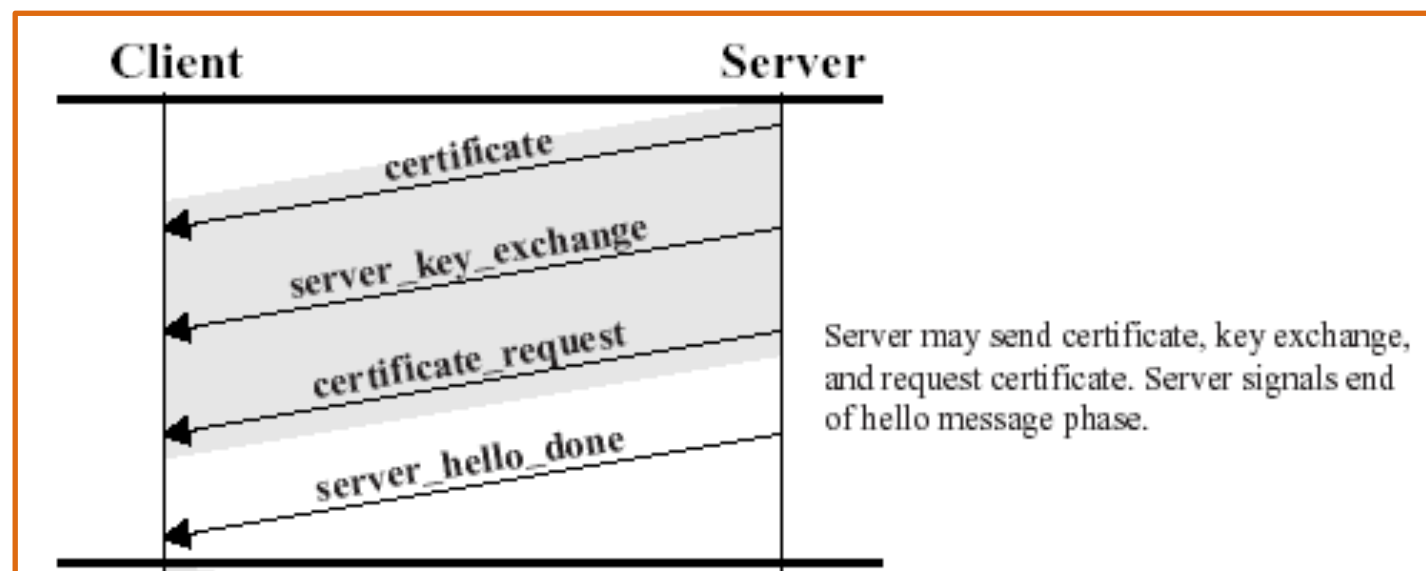 Client
Server
certificate
server_key_exchange
certificate_request
server_hello_done
Server may send certificate, key exchange,
and request certificate. Server signals end
of hello message phase.